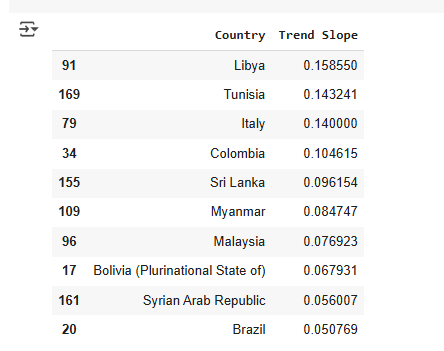 Country Trend Slope
91 Libya 0.158550
169 Tunisia 0.143241
79 Italy 0.140000
34 Colombia 0.104615
155 Sri Lanka 0.096154
109 Myanmar 0.084747
96 Malaysia 0.076923
17 Bolivia (Plurinational State of) 0.067931
161 Syrian Arab Republic 0.056007
20 Brazil 0.050769